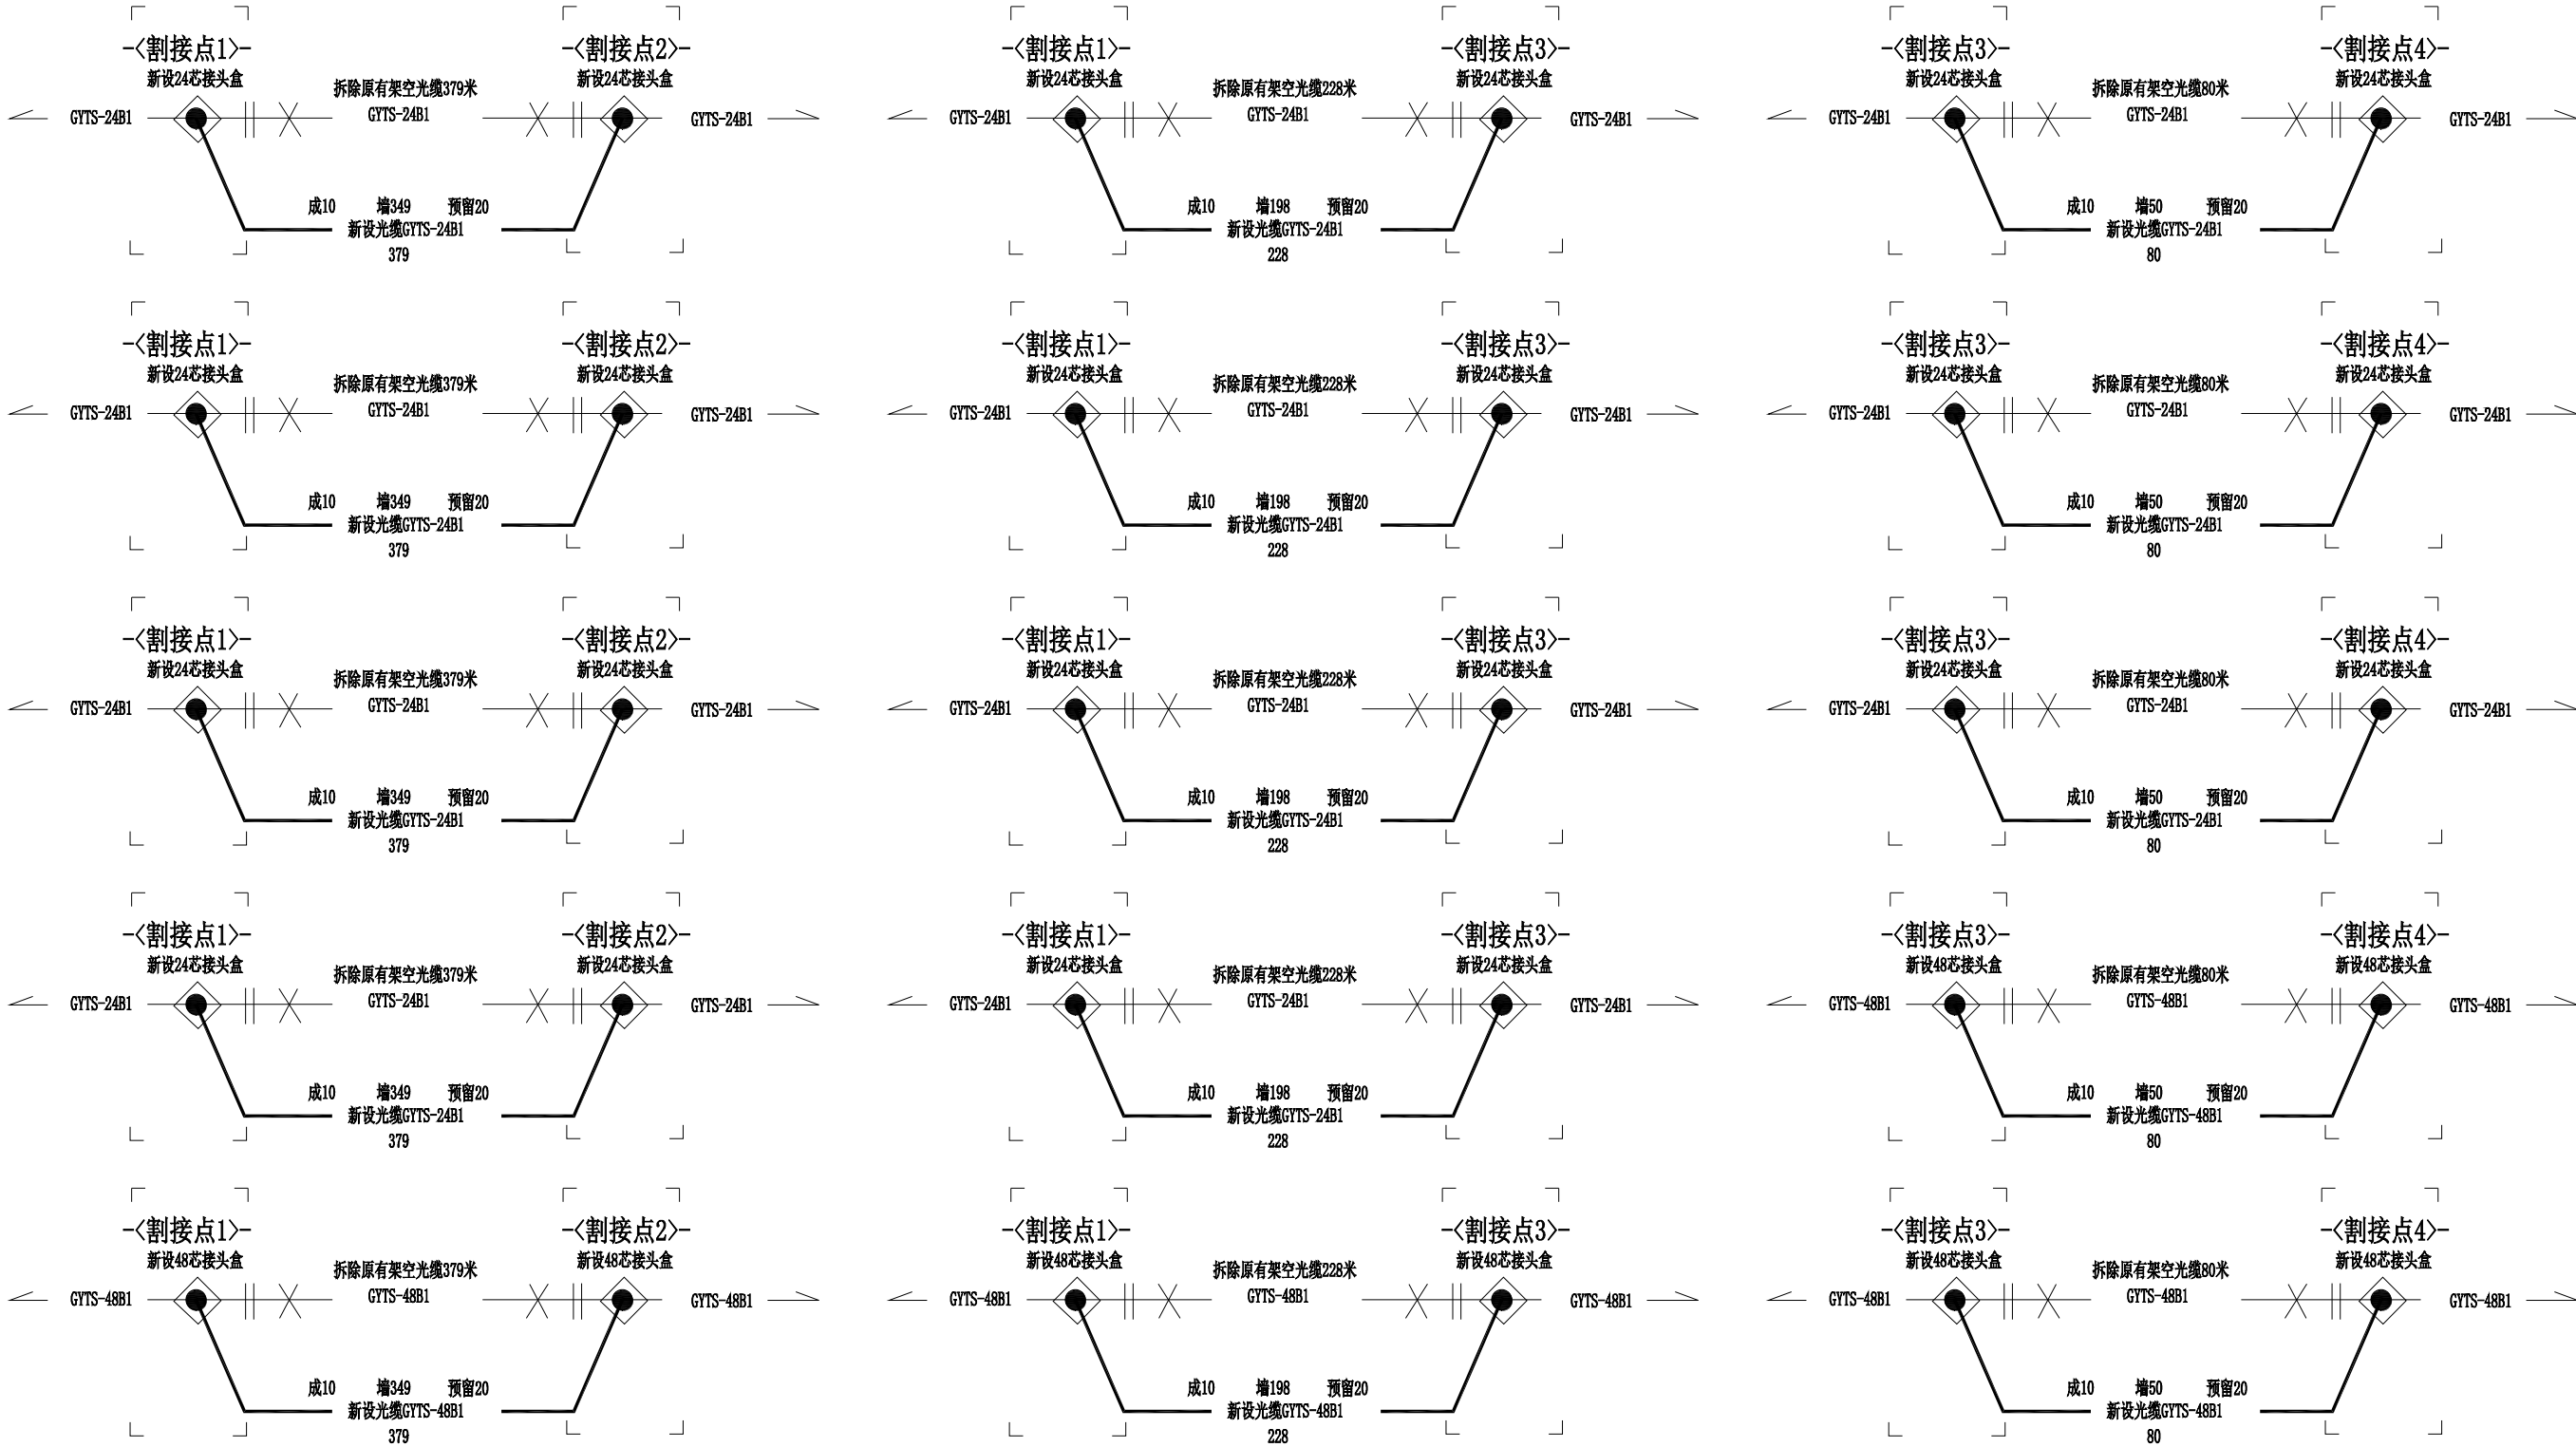 -<割接点1>- -<割接点2>- -<割接点1>- -<割接点3>- -<割接点3>- -<割接点4>-
新设24芯接头盒 新设24芯接头盒 新设24芯接头盒 新设24芯接头盒 新设24芯接头盒 新设24芯接头盒
拆除原有架空光缆379米 拆除原有架空光缆228米 拆除原有架空光缆80米
GYTS-24B1 GYTS-24B1 GYTS-24B1 GYTS-24B1 GYTS-24B1 GYTS-24B1 GYTS-24B1 GYTS-24B1 GYTS-24B1
成10 墙349 预留20 成10 墙198 预留20 成10 墙50 预留20
新设光缆GYTS-24B1 新设光缆GYTS-24B1 新设光缆GYTS-24B1
379 228 80
-<割接点1>- -<割接点2>- -<割接点1>- -<割接点3>- -<割接点3>- -<割接点4>-
新设24芯接头盒 新设24芯接头盒 新设24芯接头盒 新设24芯接头盒 新设24芯接头盒 新设24芯接头盒
拆除原有架空光缆379米 拆除原有架空光缆228米 拆除原有架空光缆80米
GYTS-24B1 GYTS-24B1 GYTS-24B1 GYTS-24B1 GYTS-24B1 GYTS-24B1 GYTS-24B1 GYTS-24B1 GYTS-24B1
成10 墙349 预留20 成10 墙198 预留20 成10 墙50 预留20
新设光缆GYTS-24B1 新设光缆GYTS-24B1 新设光缆GYTS-24B1
379 228 80
-<割接点1>- -<割接点2>- -<割接点1>- -<割接点3>- -<割接点3>- -<割接点4>-
新设24芯接头盒 新设24芯接头盒 新设24芯接头盒 新设24芯接头盒 新设24芯接头盒 新设24芯接头盒
拆除原有架空光缆379米 拆除原有架空光缆228米 拆除原有架空光缆80米
GYTS-24B1 GYTS-24B1 GYTS-24B1 GYTS-24B1 GYTS-24B1 GYTS-24B1 GYTS-24B1 GYTS-24B1 GYTS-24B1
成10 墙349 预留20 成10 墙198 预留20 成10 墙50 预留20
新设光缆GYTS-24B1 新设光缆GYTS-24B1 新设光缆GYTS-24B1
379 228 80
-<割接点1>- -<割接点2>- -<割接点1>- -<割接点3>- -<割接点3>- -<割接点4>-
新设24芯接头盒 新设24芯接头盒 新设24芯接头盒 新设24芯接头盒 新设48芯接头盒 新设48芯接头盒
拆除原有架空光缆379米 拆除原有架空光缆228米 拆除原有架空光缆80米
GYTS-24B1 GYTS-24B1 GYTS-24B1 GYTS-24B1 GYTS-24B1 GYTS-24B1 GYTS-48B1 GYTS-48B1 GYTS-48B1
成10 墙349 预留20 成10 墙198 预留20 成10 墙50 预留20
新设光缆GYTS-24B1 新设光缆GYTS-24B1 新设光缆GYTS-48B1
379 228 80
-<割接点1>- -<割接点2>- -<割接点1>- -<割接点3>- -<割接点3>- -<割接点4>-
新设48芯接头盒 新设48芯接头盒 新设48芯接头盒 新设48芯接头盒 新设48芯接头盒 新设48芯接头盒
拆除原有架空光缆379米 拆除原有架空光缆228米 拆除原有架空光缆80米
GYTS-48B1 GYTS-48B1 GYTS-48B1 GYTS-48B1 GYTS-48B1 GYTS-48B1 GYTS-48B1 GYTS-48B1 GYTS-48B1
成10 墙349 预留20 成10 墙198 预留20 成10 墙50 预留20
新设光缆GYTS-48B1 新设光缆GYTS-48B1 新设光缆GYTS-48B1
379 228 80